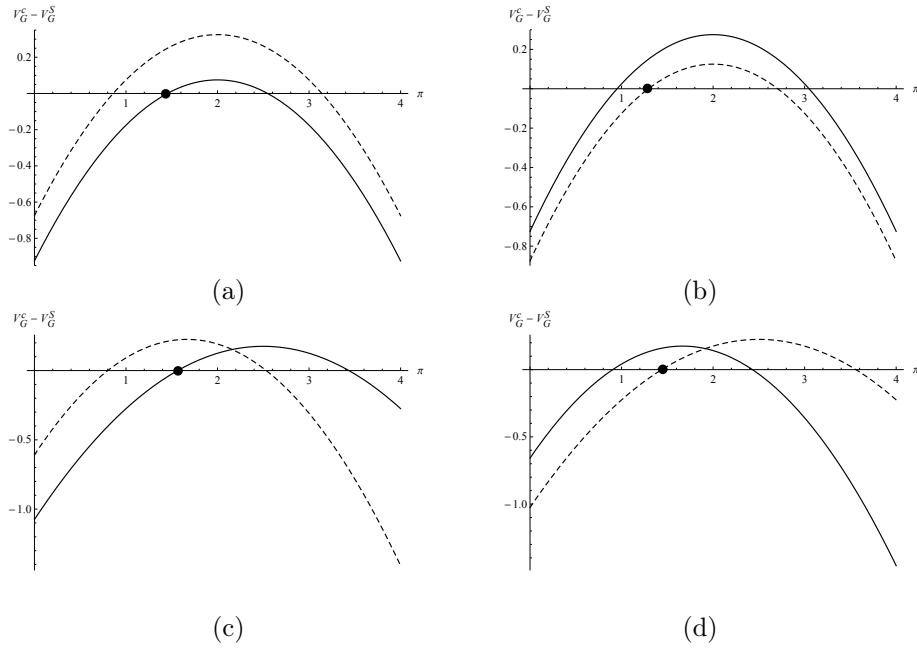 V_G^c − V_G^S
0.2
1 2 3 4 π
−0.2
−0.4
−0.6
−0.8
(a)
V_G^c − V_G^S
0.2
1 2 3 4 π
−0.2
−0.4
−0.6
−0.8
(b)
V_G^c − V_G^S
1 2 3 4 π
−0.5
−1.0
(c)
V_G^c − V_G^S
1 2 3 4 π
−0.5
−1.0
(d)